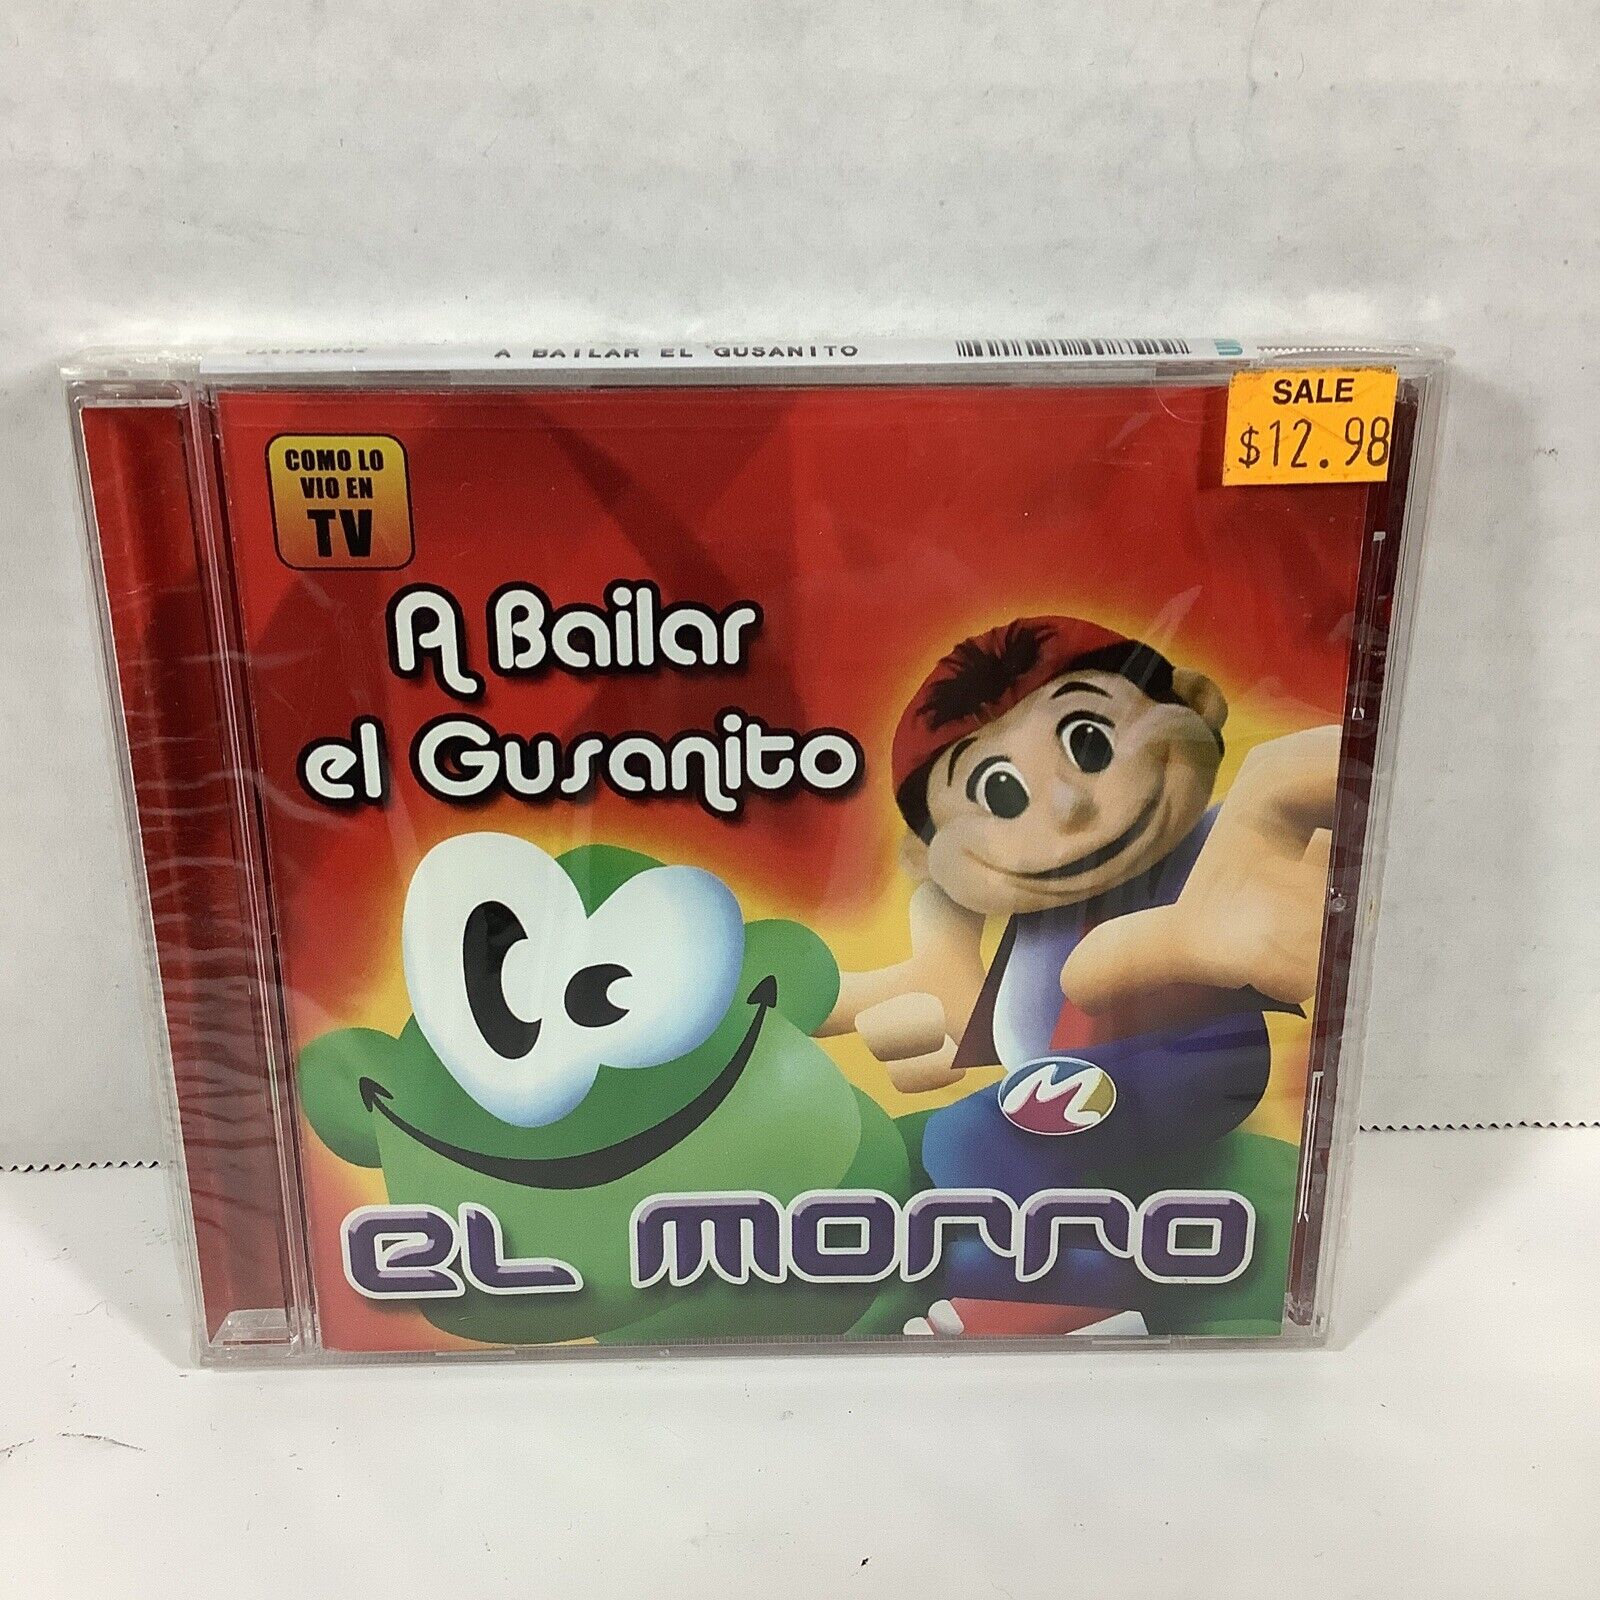 A BAILAR EL GUSANITO
SALE
$12.98
COMO LO
VIO EN
TV
A Bailar
el Gusanito
M
EL MORRO